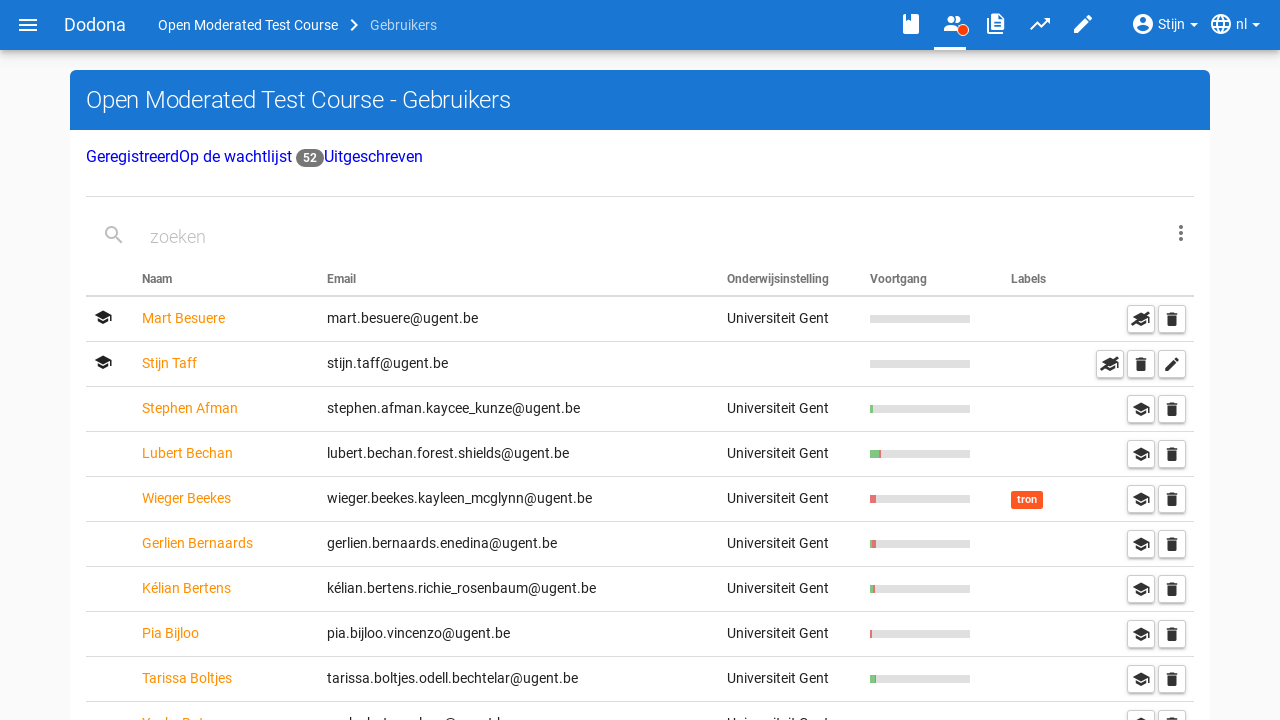 Dodona Open Moderated Test Course Gebruikers Stijn nl
Open Moderated Test Course - Gebruikers
GeregistreerdOp de wachtlijst 52Uitgeschreven
zoeken
Naam Email Onderwijsinstelling Voortgang Labels
Mart Besuere mart.besuere@ugent.be Universiteit Gent
Stijn Taff stijn.taff@ugent.be
Stephen Afman stephen.afman.kaycee_kunze@ugent.be Universiteit Gent
Lubert Bechan lubert.bechan.forest.shields@ugent.be Universiteit Gent
Wieger Beekes wieger.beekes.kayleen_mcglynn@ugent.be Universiteit Gent tron
Gerlien Bernaards gerlien.bernaards.enedina@ugent.be Universiteit Gent
Kélian Bertens kélian.bertens.richie_rosenbaum@ugent.be Universiteit Gent
Pia Bijloo pia.bijloo.vincenzo@ugent.be Universiteit Gent
Tarissa Boltjes tarissa.boltjes.odell.bechtelar@ugent.be Universiteit Gent